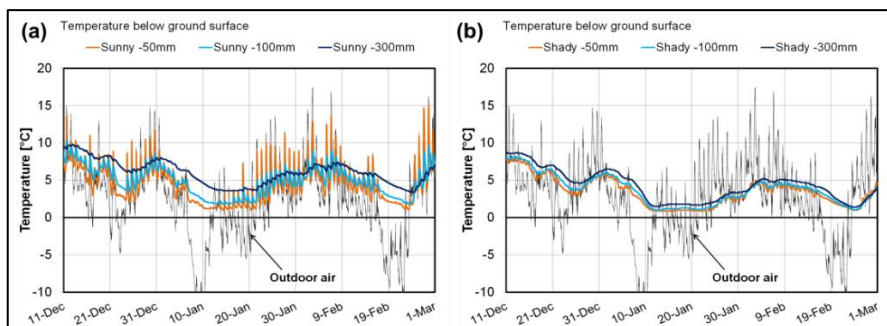 (a) Temperature below ground surface
Sunny -50mm Sunny -100mm Sunny -300mm
20
15
10
5
0
-5
-10
Temperature [°C]
Outdoor air
11-Dec 21-Dec 31-Dec 10-Jan 20-Jan 30-Jan 9-Feb 19-Feb 1-Mar
(b) Temperature below ground surface
Shady -50mm Shady -100mm Shady -300mm
20
15
10
5
0
-5
-10
Temperature [°C]
Outdoor air
11-Dec 21-Dec 31-Dec 10-Jan 20-Jan 30-Jan 9-Feb 19-Feb 1-Mar